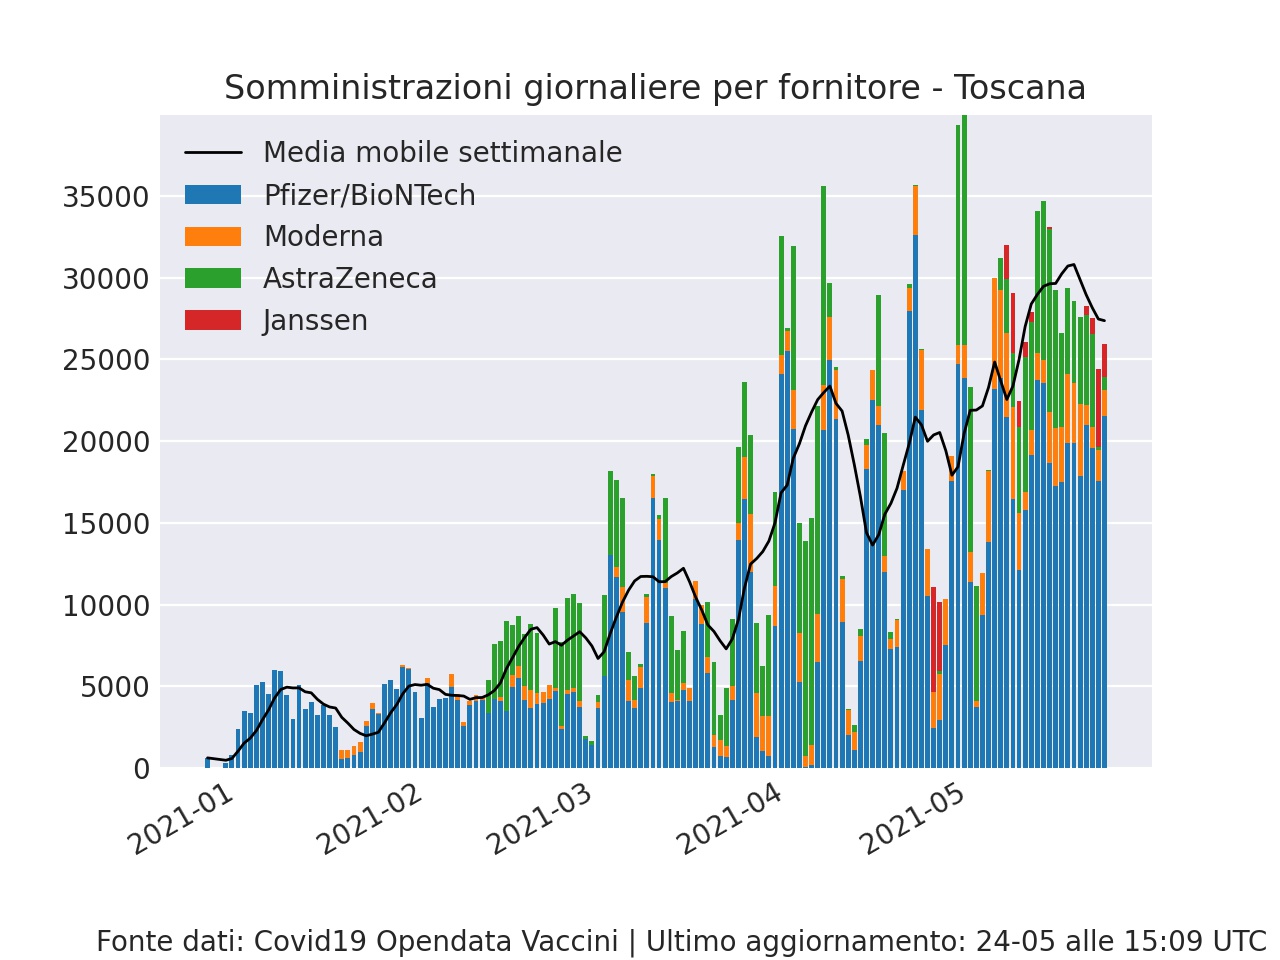 Somministrazioni giornaliere per fornitore - Toscana
Media mobile settimanale
Pfizer/BioNTech
Moderna
AstraZeneca
Janssen
35000
30000
25000
20000
15000
10000
5000
0
2021-01
2021-02
2021-03
2021-04
2021-05
Fonte dati: Covid19 Opendata Vaccini | Ultimo aggiornamento: 24-05 alle 15:09 UTC